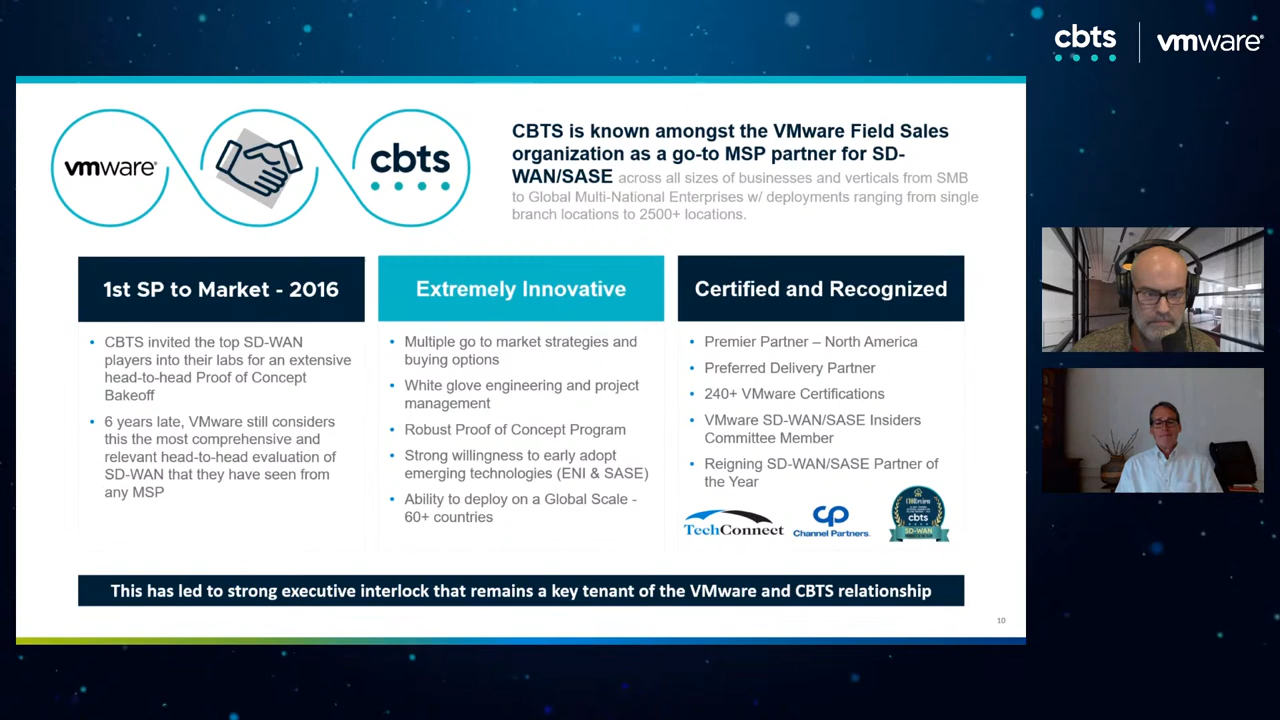 cbts
vmware®
vmware®
cbts
CBTS is known amongst the VMware Field Sales
organization as a go-to MSP partner for SD-
WAN/SASE across all sizes of businesses and verticals from SMB
to Global Multi-National Enterprises w/ deployments ranging from single
branch locations to 2500+ locations.
1st SP to Market - 2016
• CBTS invited the top SD-WAN
players into their labs for an extensive
head-to-head Proof of Concept
Bakeoff
• 6 years late, VMware still considers
this the most comprehensive and
relevant head-to-head evaluation of
SD-WAN that they have seen from
any MSP
Extremely Innovative
• Multiple go to market strategies and
buying options
• White glove engineering and project
management
• Robust Proof of Concept Program
• Strong willingness to early adopt
emerging technologies (ENI & SASE)
• Ability to deploy on a Global Scale -
60+ countries
Certified and Recognized
• Premier Partner – North America
• Preferred Delivery Partner
• 240+ VMware Certifications
• VMware SD-WAN/SASE Insiders
Committee Member
• Reigning SD-WAN/SASE Partner of
the Year
TechConnect
Channel Partners.
CIOReview
cbts
SD-WAN
This has led to strong executive interlock that remains a key tenant of the VMware and CBTS relationship
10